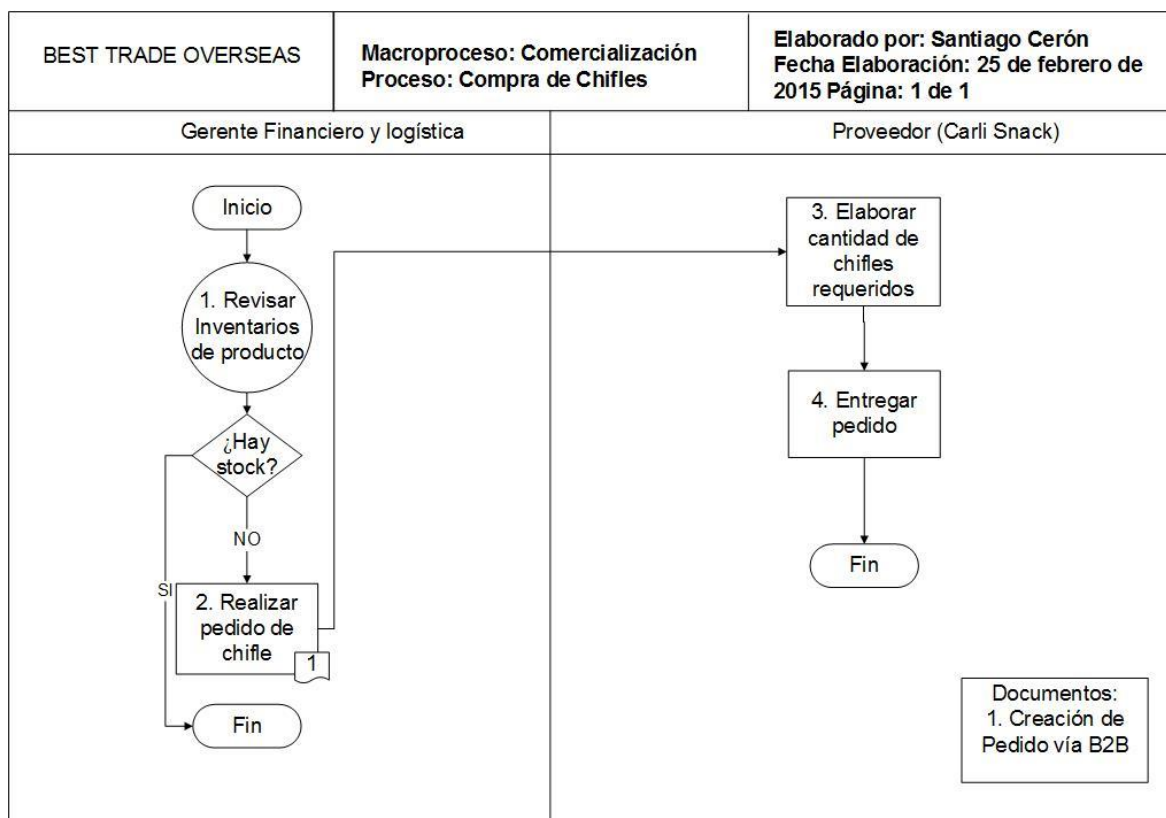 BEST TRADE OVERSEAS
Macroproceso: Comercialización
Proceso: Compra de Chifles
Elaborado por: Santiago Cerón
Fecha Elaboración: 25 de febrero de
2015 Página: 1 de 1
Gerente Financiero y logística
Proveedor (Carli Snack)
Inicio
1. Revisar
Inventarios
de producto
¿Hay
stock?
NO
SI
2. Realizar
pedido de
chifle
1
Fin
3. Elaborar
cantidad de
chifles
requeridos
4. Entregar
pedido
Fin
Documentos:
1. Creación de
Pedido vía B2B